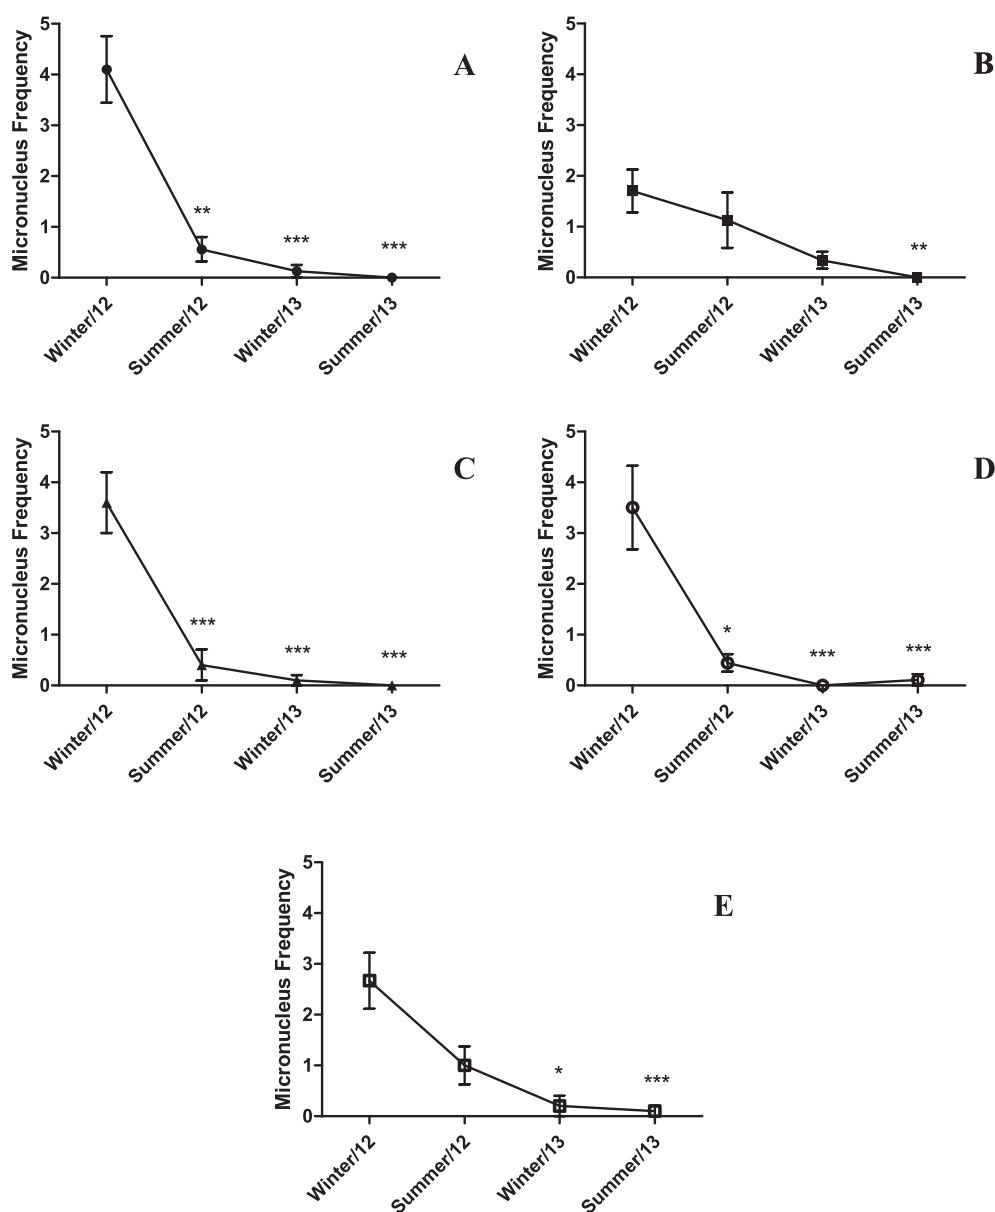 A
Micronucleus Frequency
5
4
3
2
1
0
**
***
***
Winter/12
Summer/12
Winter/13
Summer/13
B
Micronucleus Frequency
5
4
3
2
1
0
**
Winter/12
Summer/12
Winter/13
Summer/13
C
Micronucleus Frequency
5
4
3
2
1
0
***
***
***
Winter/12
Summer/12
Winter/13
Summer/13
D
Micronucleus Frequency
5
4
3
2
1
0
*
***
***
Winter/12
Summer/12
Winter/13
Summer/13
E
Micronucleus Frequency
5
4
3
2
1
0
*
***
Winter/12
Summer/12
Winter/13
Summer/13